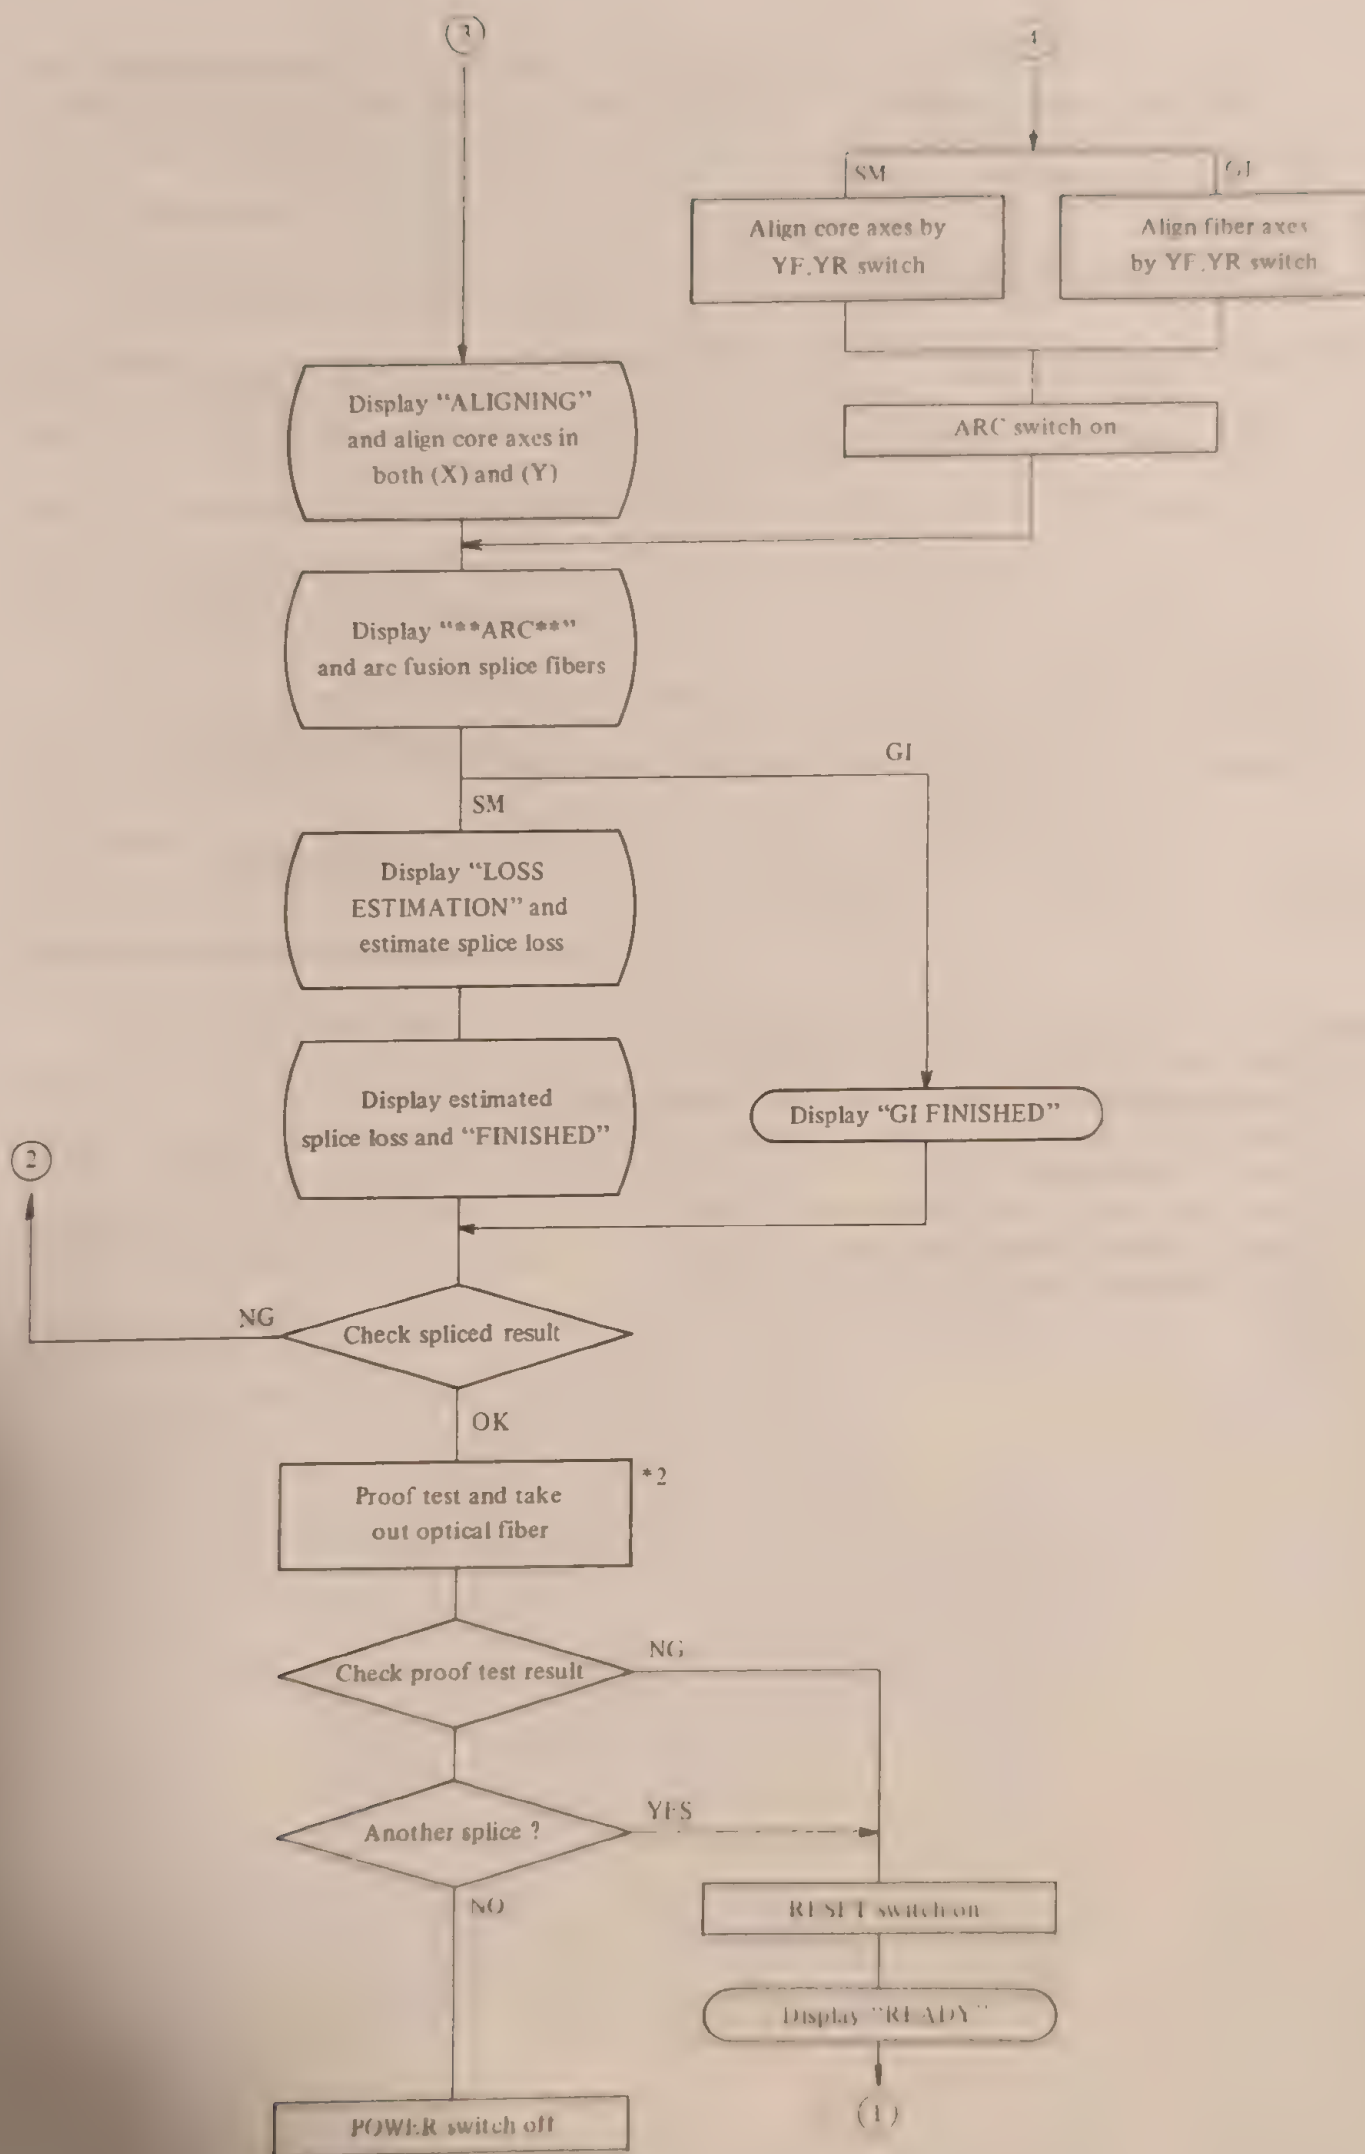 3
4
SM
GI
Align core axes by
YF.YR switch
Align fiber axes
by YF.YR switch
Display “ALIGNING”
and align core axes in
both (X) and (Y)
ARC switch on
Display “**ARC**”
and arc fusion splice fibers
GI
SM
Display “LOSS
ESTIMATION” and
estimate splice loss
Display estimated
splice loss and “FINISHED”
Display “GI FINISHED”
2
NG
Check spliced result
OK
Proof test and take
out optical fiber
*2
NG
Check proof test result
YES
Another splice ?
NO
RESET switch on
Display “READY”
POWER switch off
(1)